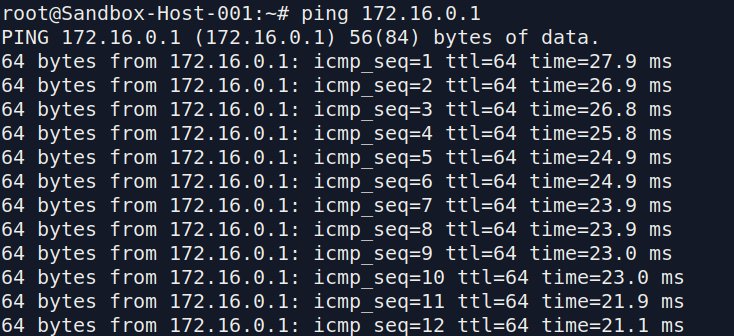 root@Sandbox-Host-001:~# ping 172.16.0.1
PING 172.16.0.1 (172.16.0.1) 56(84) bytes of data.
64 bytes from 172.16.0.1: icmp_seq=1 ttl=64 time=27.9 ms
64 bytes from 172.16.0.1: icmp_seq=2 ttl=64 time=26.9 ms
64 bytes from 172.16.0.1: icmp_seq=3 ttl=64 time=26.8 ms
64 bytes from 172.16.0.1: icmp_seq=4 ttl=64 time=25.8 ms
64 bytes from 172.16.0.1: icmp_seq=5 ttl=64 time=24.9 ms
64 bytes from 172.16.0.1: icmp_seq=6 ttl=64 time=24.9 ms
64 bytes from 172.16.0.1: icmp_seq=7 ttl=64 time=23.9 ms
64 bytes from 172.16.0.1: icmp_seq=8 ttl=64 time=23.9 ms
64 bytes from 172.16.0.1: icmp_seq=9 ttl=64 time=23.0 ms
64 bytes from 172.16.0.1: icmp_seq=10 ttl=64 time=23.0 ms
64 bytes from 172.16.0.1: icmp_seq=11 ttl=64 time=21.9 ms
64 bytes from 172.16.0.1: icmp_seq=12 ttl=64 time=21.1 ms